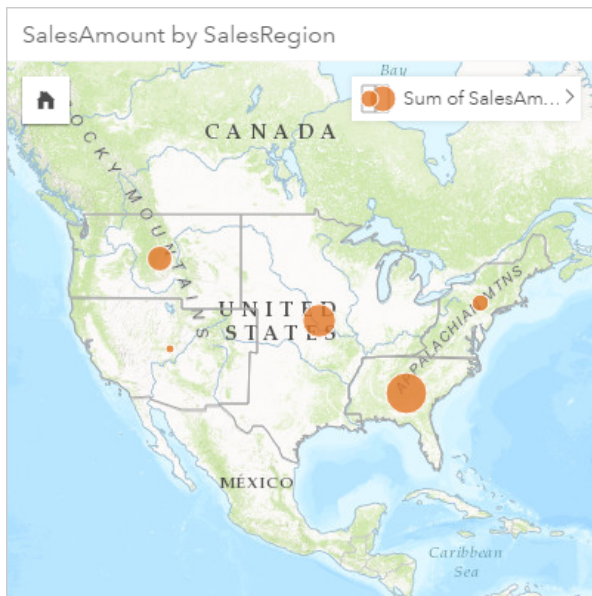 SalesAmount by SalesRegion
Bay
Sum of SalesAm...
CANADA
ROCKY MOUNTAINS
UNITED
STATES
APPALACHIAN MTNS
MÉXICO
Caribbean
Sea